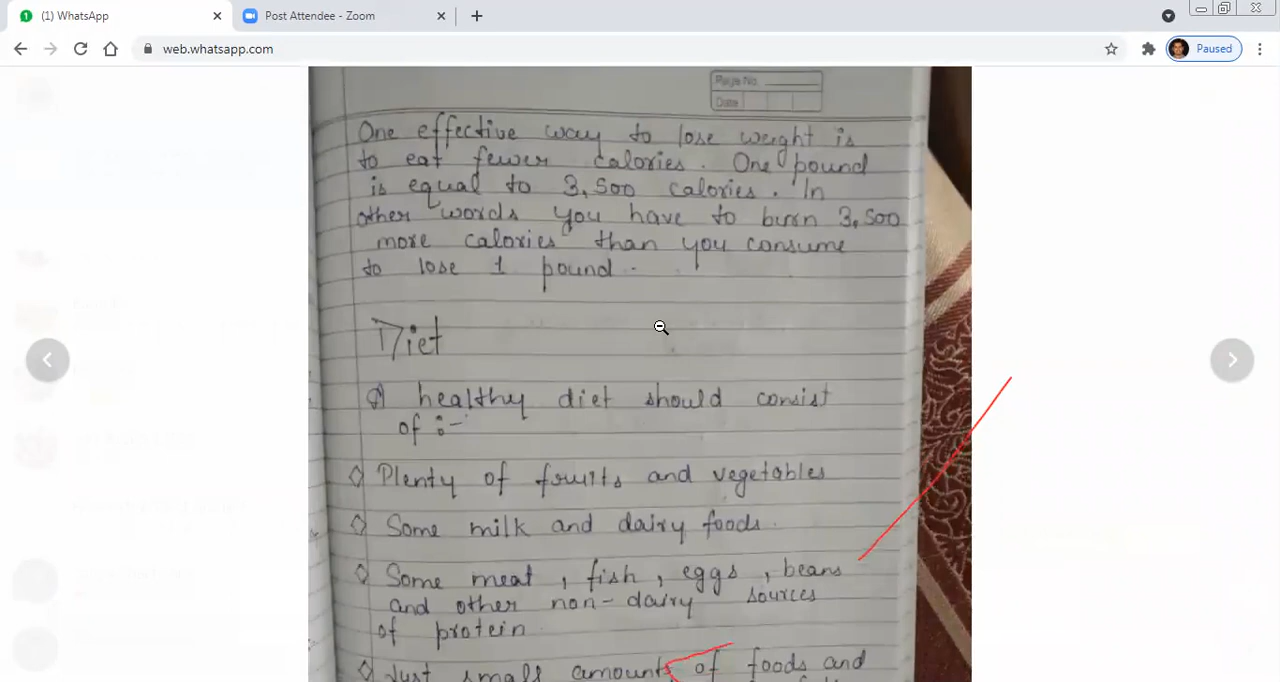 (1) WhatsApp
Post Attendee - Zoom
web.whatsapp.com
Paused
Page No.
Date
One effective way to lose weight is
to eat fewer calories. One pound
is equal to 3,500 calories. In
other words you have to burn 3,500
more calories than you consume
to lose 1 pound.
Diet
A healthy diet should consist
of :-
Plenty of fruits and vegetables
Some milk and dairy foods.
Some meat, fish, eggs, beans
and other non-dairy sources
of protein
Just small amounts of foods and